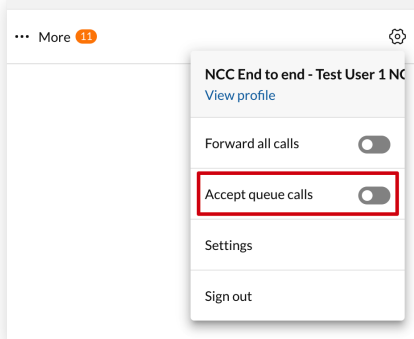 ••• More 11
NCC End to end - Test User 1 NC
View profile
Forward all calls
Accept queue calls
Settings
Sign out